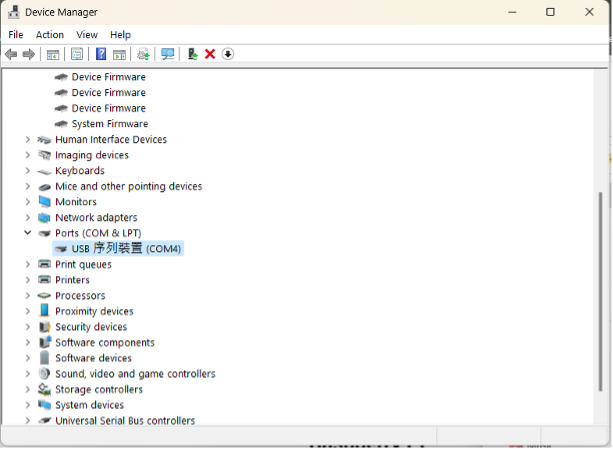 Device Manager
File Action View Help
Device Firmware
Device Firmware
Device Firmware
System Firmware
Human Interface Devices
Imaging devices
Keyboards
Mice and other pointing devices
Monitors
Network adapters
Ports (COM & LPT)
USB 序列裝置 (COM4)
Print queues
Printers
Processors
Proximity devices
Security devices
Software components
Software devices
Sound, video and game controllers
Storage controllers
System devices
Universal Serial Bus controllers